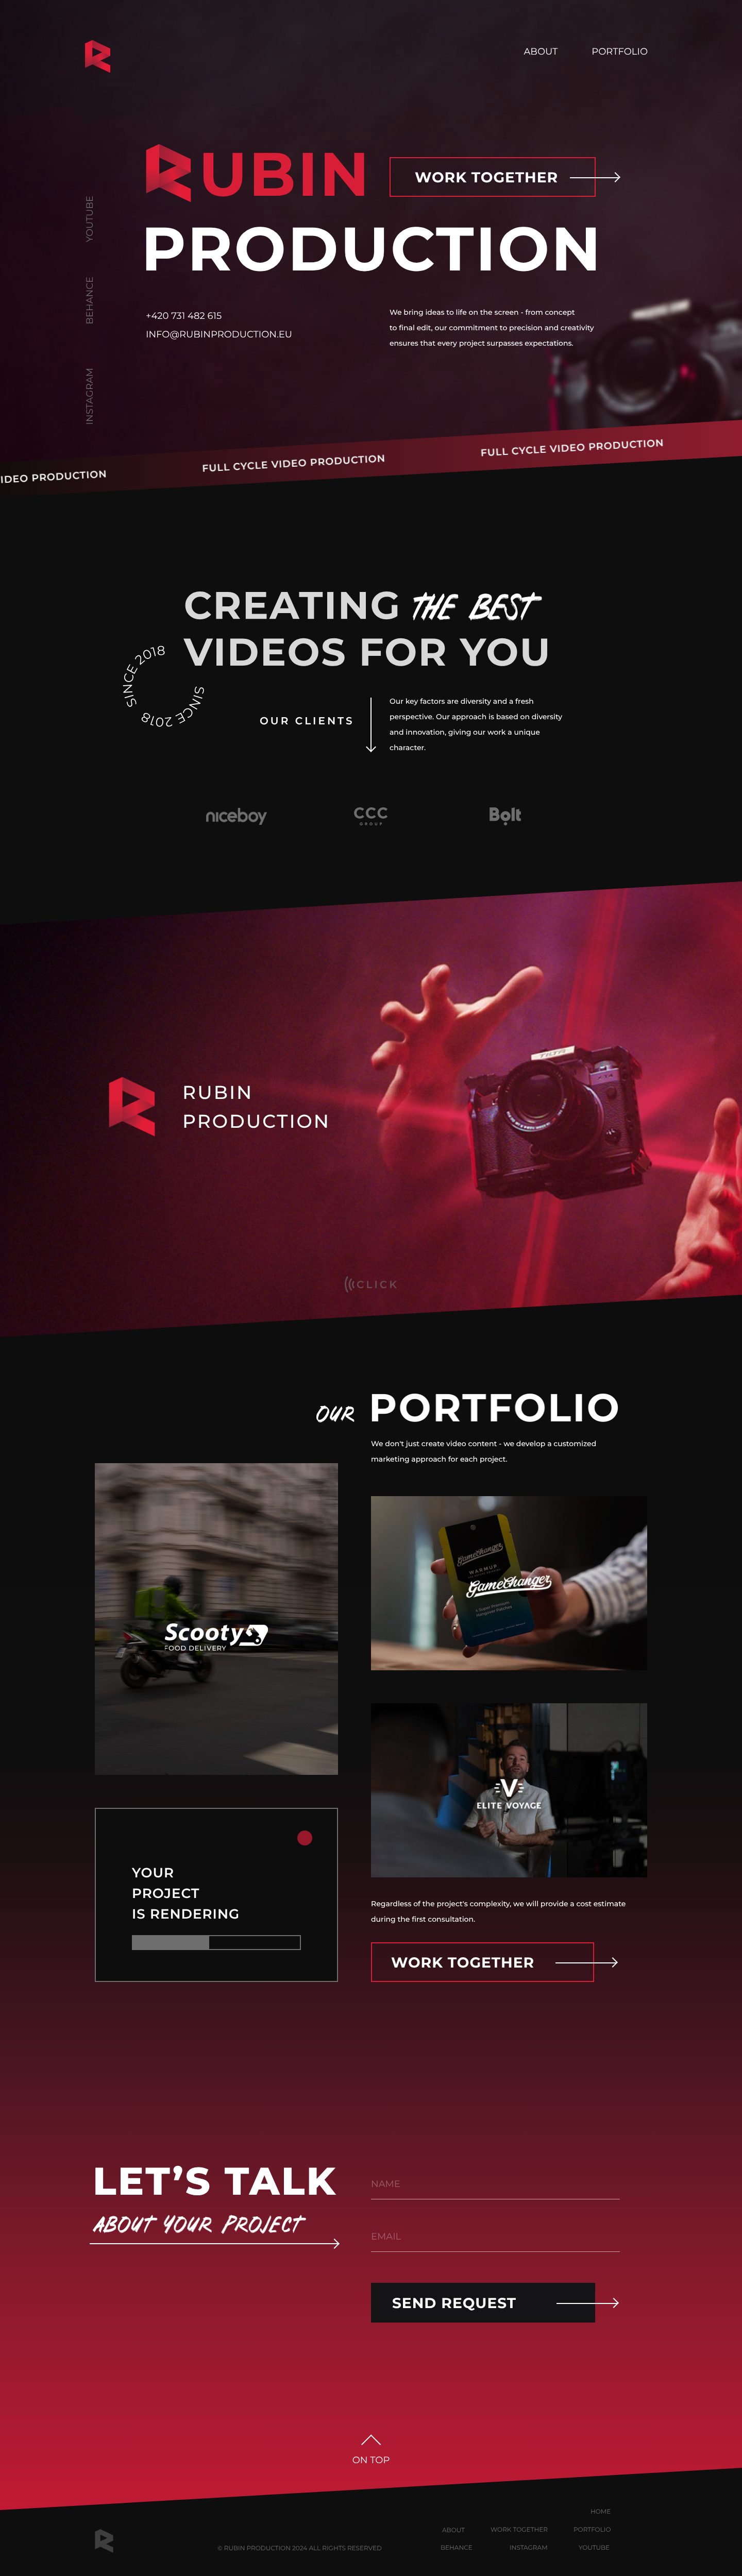 ABOUT PORTFOLIO
RUBIN
WORK TOGETHER
PRODUCTION
YOUTUBE
BEHANCE
INSTAGRAM
+420 731 482 615
INFO@RUBINPRODUCTION.EU
We bring ideas to life on the screen - from concept
to final edit, our commitment to precision and creativity
ensures that every project surpasses expectations.
IDEO PRODUCTION FULL CYCLE VIDEO PRODUCTION FULL CYCLE VIDEO PRODUCTION
CREATING THE BEST
VIDEOS FOR YOU
SINCE 2018
SINCE 2018
OUR CLIENTS
Our key factors are diversity and a fresh
perspective. Our approach is based on diversity
and innovation, giving our work a unique
character.
niceboy
CCC
GROUP
Bolt
RUBIN
PRODUCTION
CLICK
OUR PORTFOLIO
We don't just create video content - we develop a customized
marketing approach for each project.
Scooty
FOOD DELIVERY
GameChanger
WARMUP
GameChanger
ELITE VOYAGE
YOUR
PROJECT
IS RENDERING
Regardless of the project's complexity, we will provide a cost estimate
during the first consultation.
WORK TOGETHER
LET'S TALK
ABOUT YOUR PROJECT
NAME
EMAIL
SEND REQUEST
ON TOP
© RUBIN PRODUCTION 2024 ALL RIGHTS RESERVED
HOME
ABOUT WORK TOGETHER PORTFOLIO
BEHANCE INSTAGRAM YOUTUBE